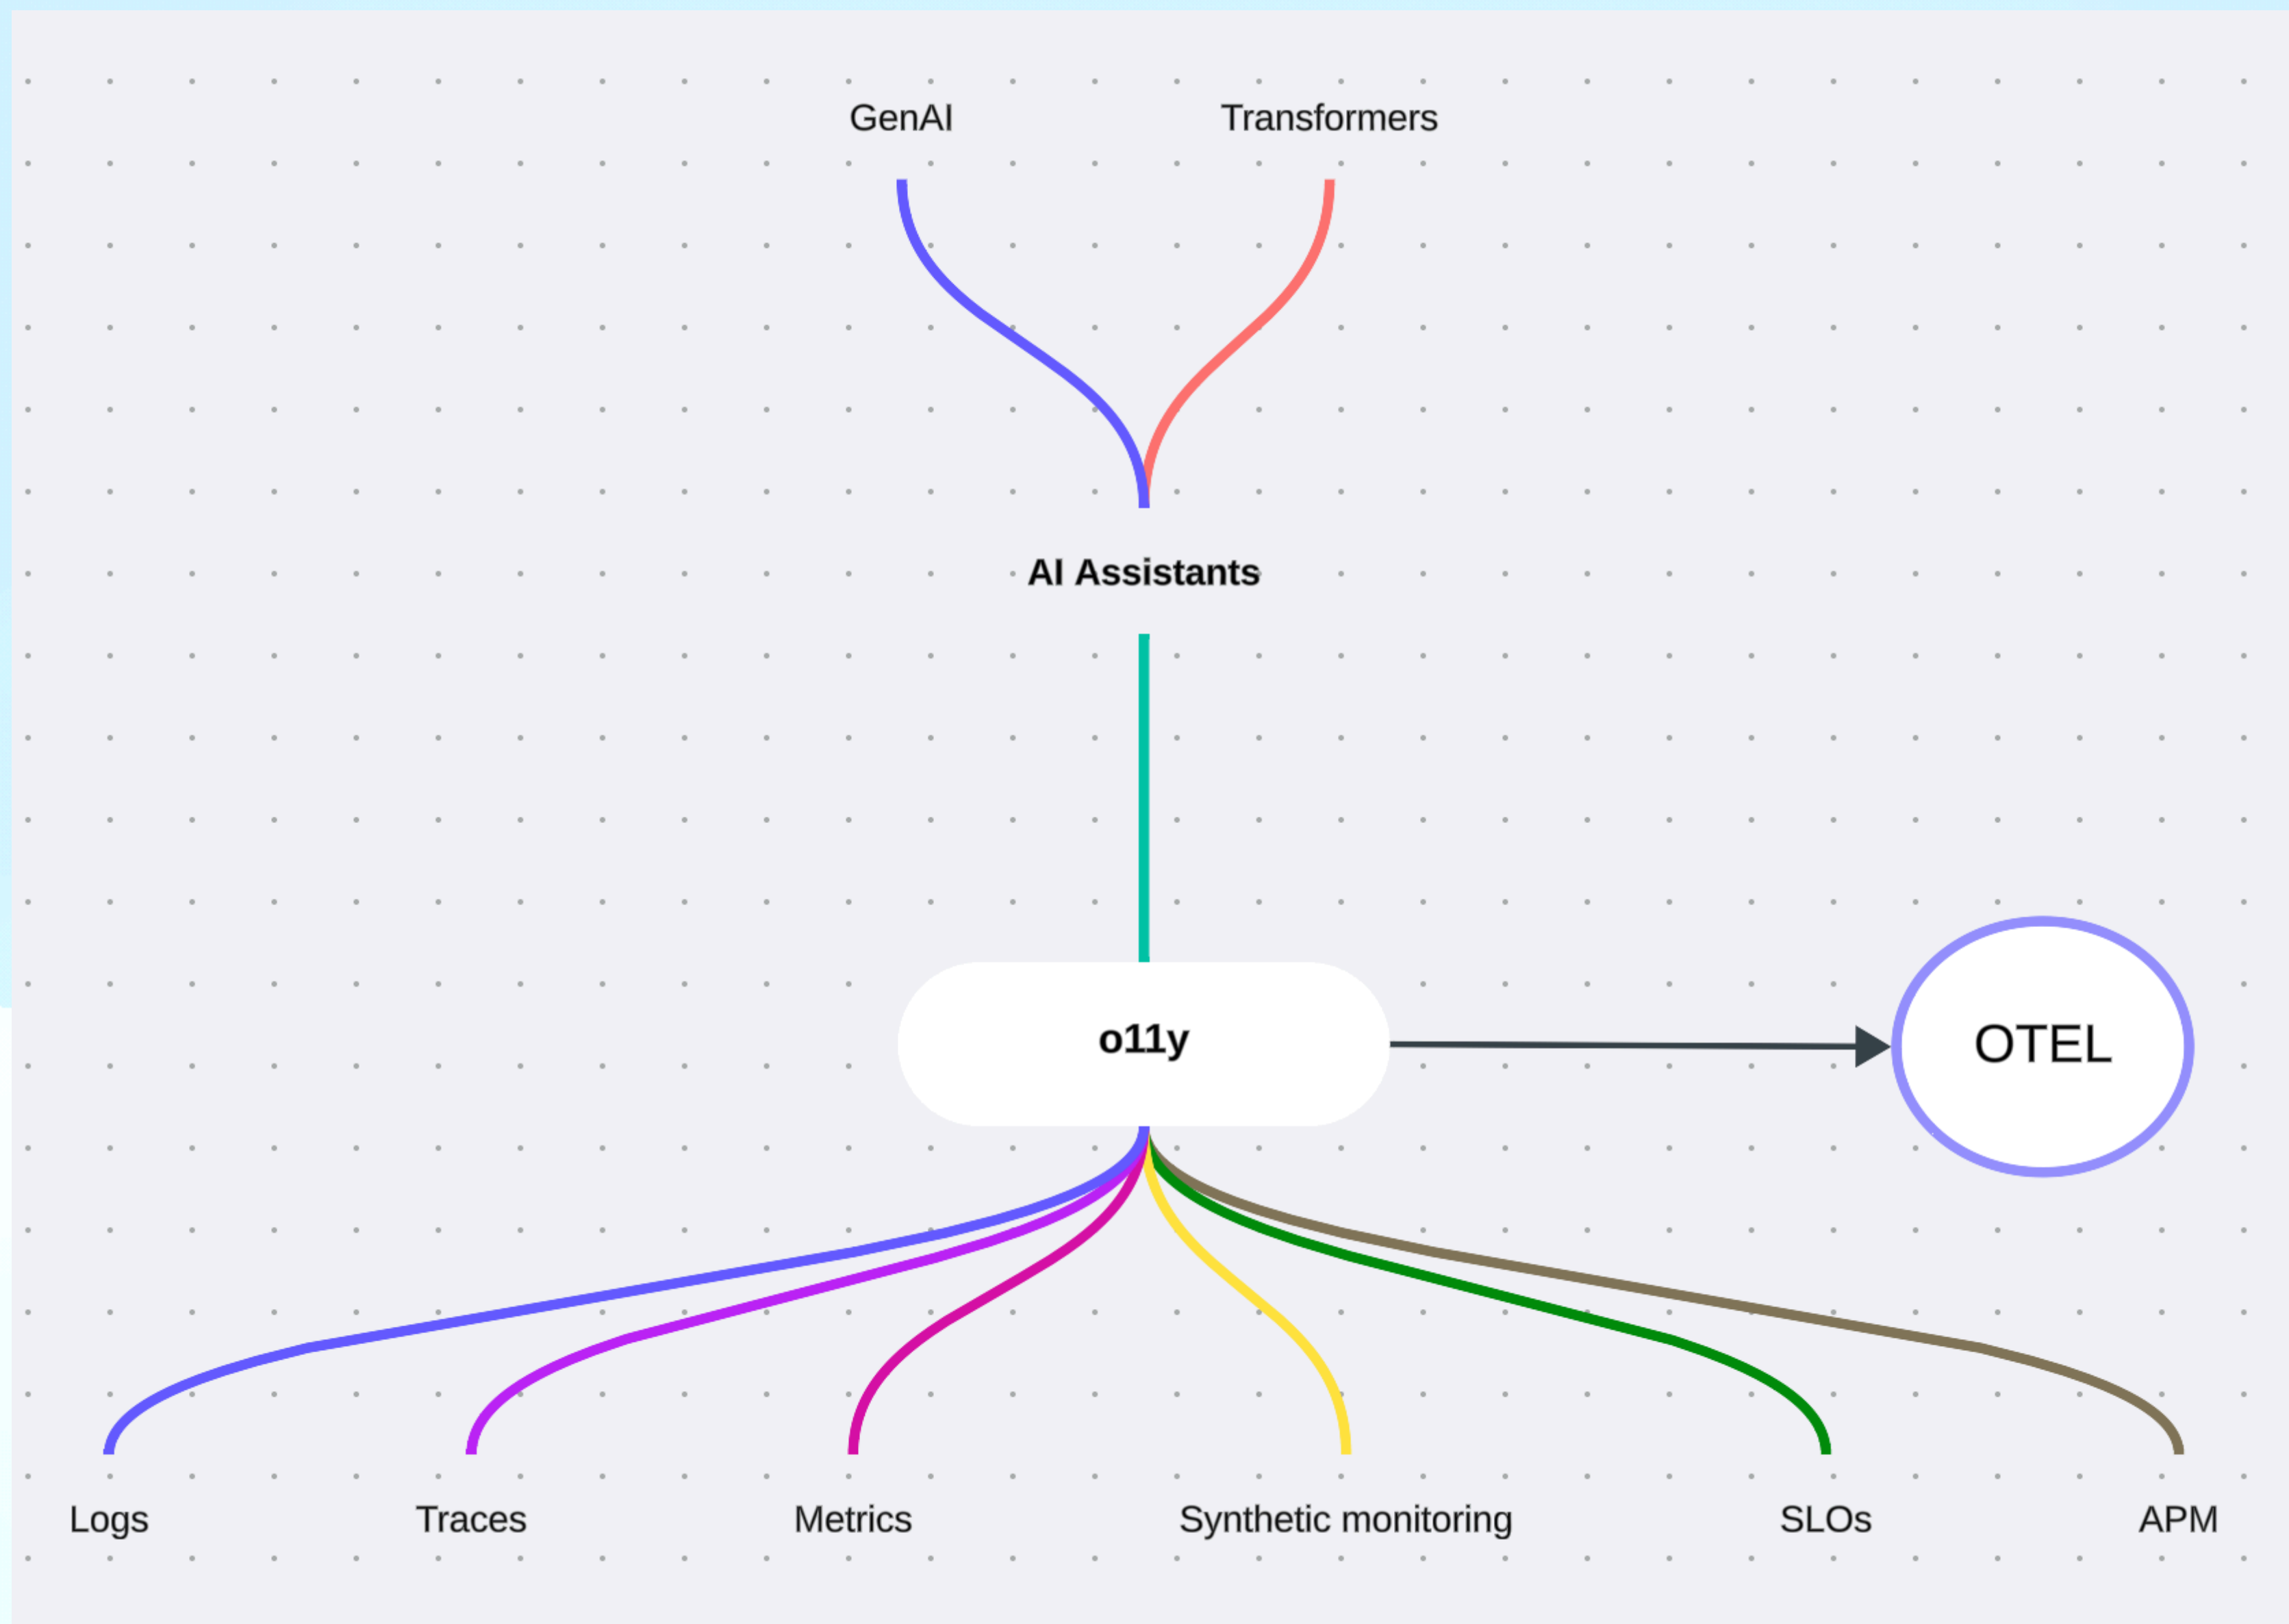 GenAI
Transformers
AI Assistants
o11y
OTEL
Logs
Traces
Metrics
Synthetic monitoring
SLOs
APM